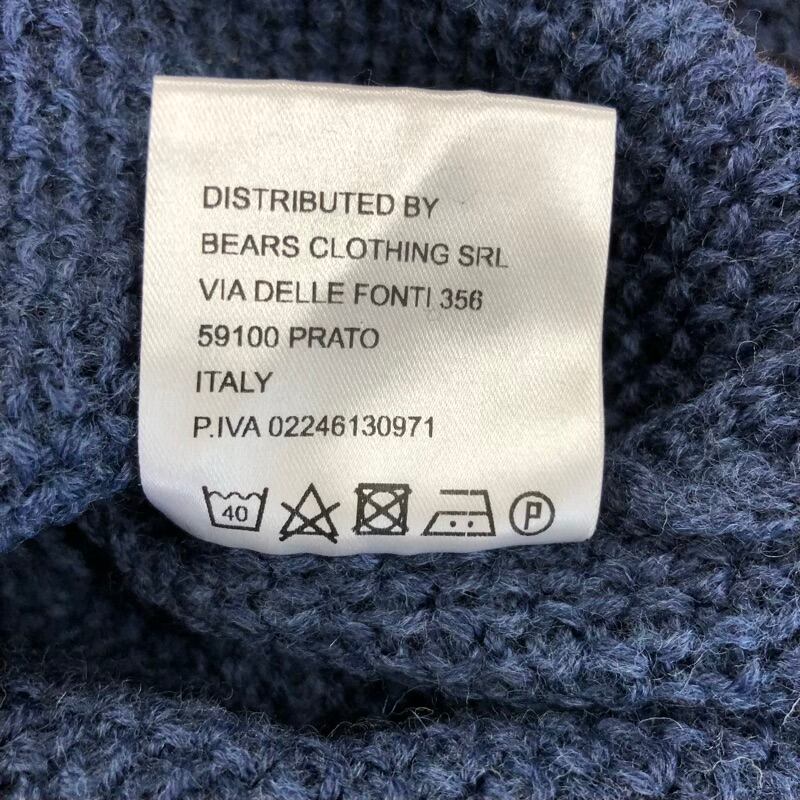 DISTRIBUTED BY
BEARS CLOTHING SRL
VIA DELLE FONTI 356
59100 PRATO
ITALY
P.IVA 02246130971
40 P